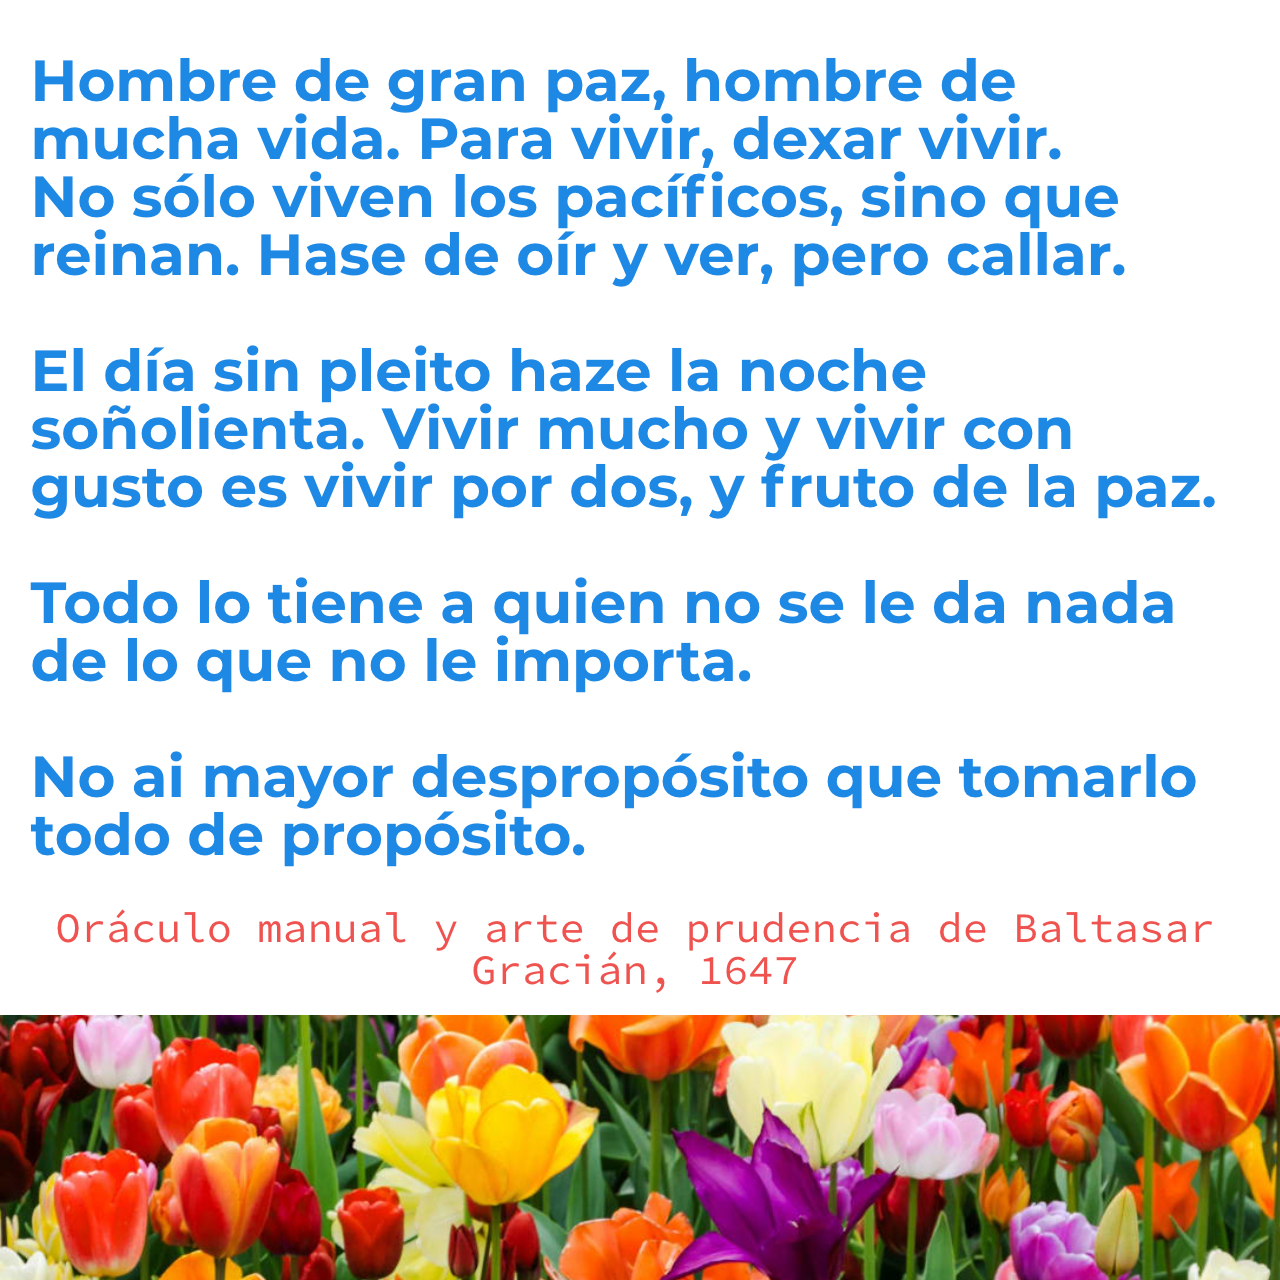 Hombre de gran paz, hombre de
mucha vida. Para vivir, dexar vivir.
No sólo viven los pacíficos, sino que
reinan. Hase de oír y ver, pero callar.
El día sin pleito haze la noche
soñolienta. Vivir mucho y vivir con
gusto es vivir por dos, y fruto de la paz.
Todo lo tiene a quien no se le da nada
de lo que no le importa.
No ai mayor despropósito que tomarlo
todo de propósito.
Oráculo manual y arte de prudencia de Baltasar
Gracián, 1647